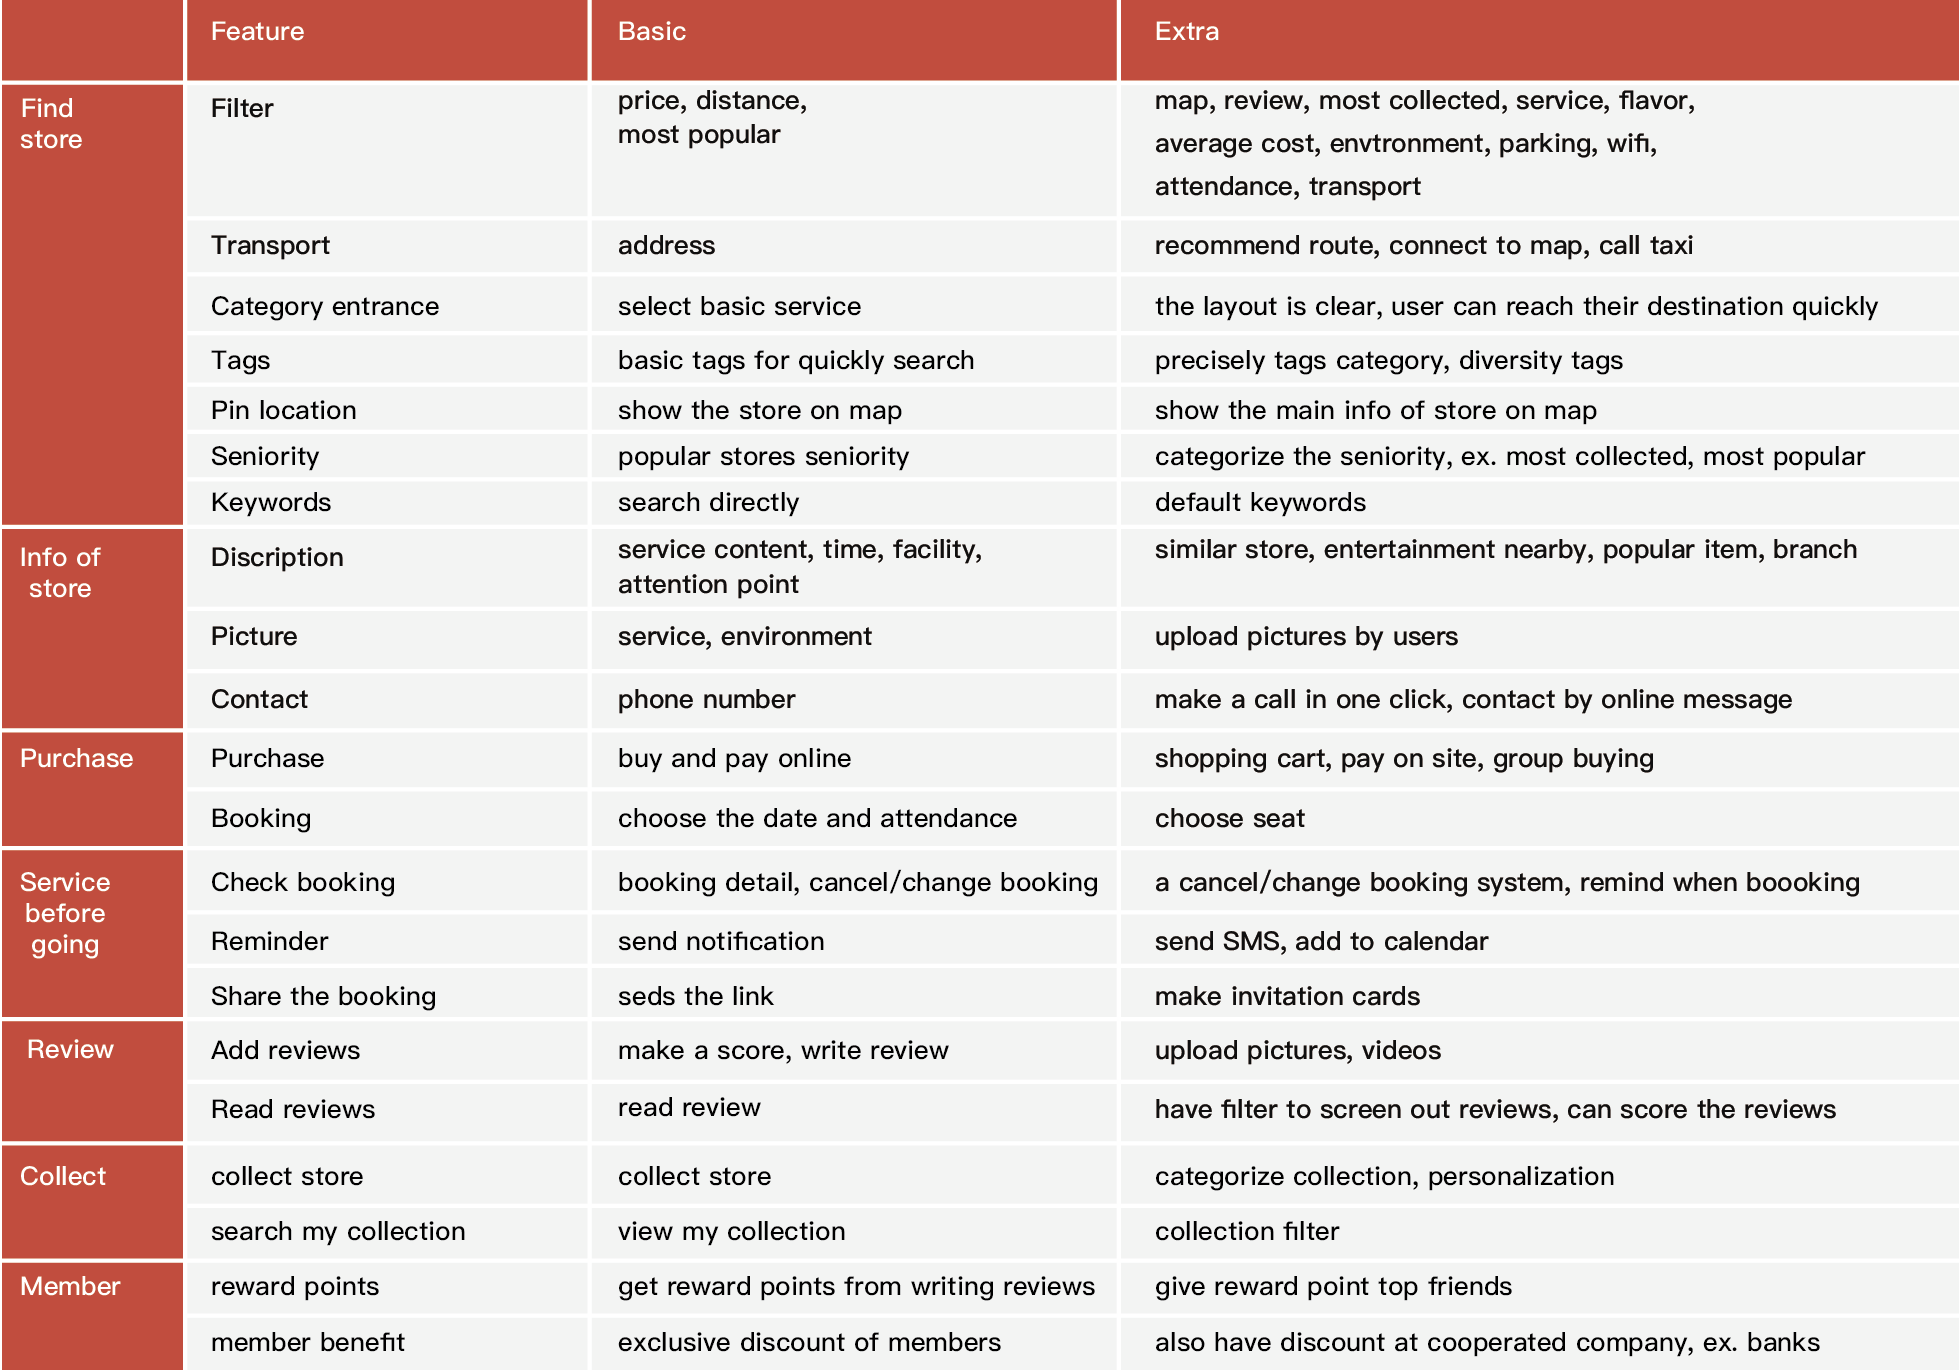 Feature Basic Extra
Find
store
Filter
price, distance,
most popular
map, review, most collected, service, flavor,
average cost, envtronment, parking, wifi,
attendance, transport
Transport address recommend route, connect to map, call taxi
Category entrance select basic service the layout is clear, user can reach their destination quickly
Tags basic tags for quickly search precisely tags category, diversity tags
Pin location show the store on map show the main info of store on map
Seniority popular stores seniority categorize the seniority, ex. most collected, most popular
Keywords search directly default keywords
Info of
store
Discription
service content, time, facility,
attention point
similar store, entertainment nearby, popular item, branch
Picture service, environment upload pictures by users
Contact phone number make a call in one click, contact by online message
Purchase Purchase buy and pay online shopping cart, pay on site, group buying
Booking choose the date and attendance choose seat
Service
before
going
Check booking booking detail, cancel/change booking a cancel/change booking system, remind when boooking
Reminder send notification send SMS, add to calendar
Share the booking seds the link make invitation cards
Review Add reviews make a score, write review upload pictures, videos
Read reviews read review have filter to screen out reviews, can score the reviews
Collect collect store collect store categorize collection, personalization
search my collection view my collection collection filter
Member reward points get reward points from writing reviews give reward point top friends
member benefit exclusive discount of members also have discount at cooperated company, ex. banks